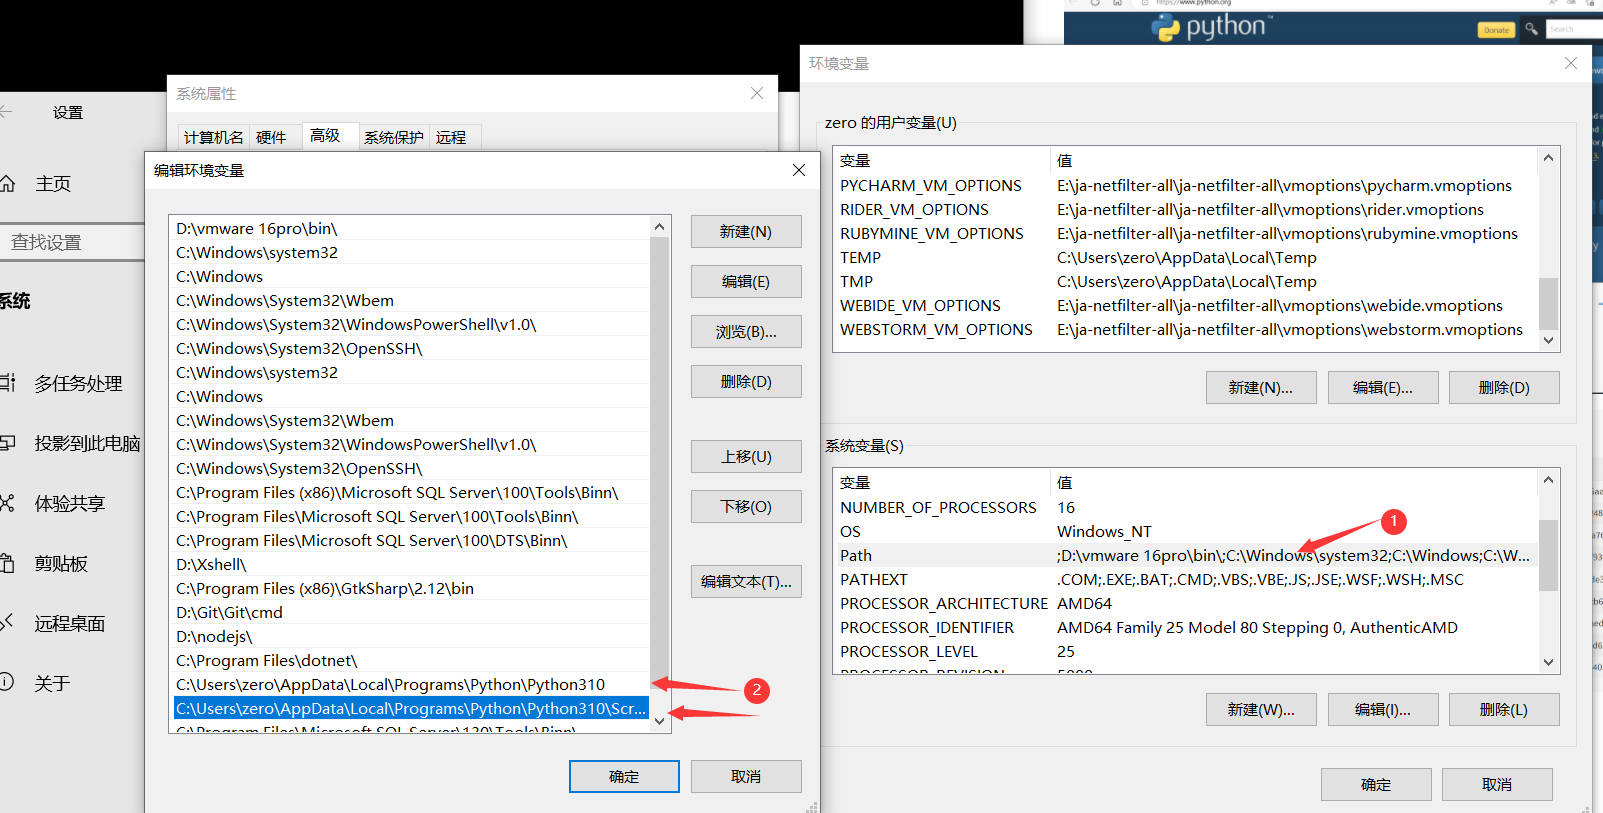 https://www.python.org
python
Donate
Search
设置
主页
查找设置
系统
多任务处理
投影到此电脑
体验共享
剪贴板
远程桌面
关于
系统属性
计算机名
硬件
高级
系统保护
远程
编辑环境变量
D:\vmware 16pro\bin\
C:\Windows\system32
C:\Windows
C:\Windows\System32\Wbem
C:\Windows\System32\WindowsPowerShell\v1.0\
C:\Windows\System32\OpenSSH\
C:\Windows\system32
C:\Windows
C:\Windows\System32\Wbem
C:\Windows\System32\WindowsPowerShell\v1.0\
C:\Windows\System32\OpenSSH\
C:\Program Files (x86)\Microsoft SQL Server\100\Tools\Binn\
C:\Program Files\Microsoft SQL Server\100\Tools\Binn\
C:\Program Files\Microsoft SQL Server\100\DTS\Binn\
D:\Xshell\
C:\Program Files (x86)\GtkSharp\2.12\bin
D:\Git\Git\cmd
D:\nodejs\
C:\Program Files\dotnet\
C:\Users\zero\AppData\Local\Programs\Python\Python310
C:\Users\zero\AppData\Local\Programs\Python\Python310\Scr...
C:\Program Files\Microsoft SQL Server\130\Tools\Binn\
2
新建(N)
编辑(E)
浏览(B)...
删除(D)
上移(U)
下移(O)
编辑文本(T)...
确定
取消
环境变量
zero 的用户变量(U)
变量 值
PYCHARM_VM_OPTIONS E:\ja-netfilter-all\ja-netfilter-all\vmoptions\pycharm.vmoptions
RIDER_VM_OPTIONS E:\ja-netfilter-all\ja-netfilter-all\vmoptions\rider.vmoptions
RUBYMINE_VM_OPTIONS E:\ja-netfilter-all\ja-netfilter-all\vmoptions\rubymine.vmoptions
TEMP C:\Users\zero\AppData\Local\Temp
TMP C:\Users\zero\AppData\Local\Temp
WEBIDE_VM_OPTIONS E:\ja-netfilter-all\ja-netfilter-all\vmoptions\webide.vmoptions
WEBSTORM_VM_OPTIONS E:\ja-netfilter-all\ja-netfilter-all\vmoptions\webstorm.vmoptions
新建(N)...
编辑(E)...
删除(D)
系统变量(S)
变量 值
NUMBER_OF_PROCESSORS 16
OS Windows_NT
Path ;D:\vmware 16pro\bin\;C:\Windows\system32;C:\Windows;C:\W...
PATHEXT .COM;.EXE;.BAT;.CMD;.VBS;.VBE;.JS;.JSE;.WSF;.WSH;.MSC
PROCESSOR_ARCHITECTURE AMD64
PROCESSOR_IDENTIFIER AMD64 Family 25 Model 80 Stepping 0, AuthenticAMD
PROCESSOR_LEVEL 25
PROCESSOR_REVISION 5000
1
新建(W)...
编辑(I)...
删除(L)
确定
取消